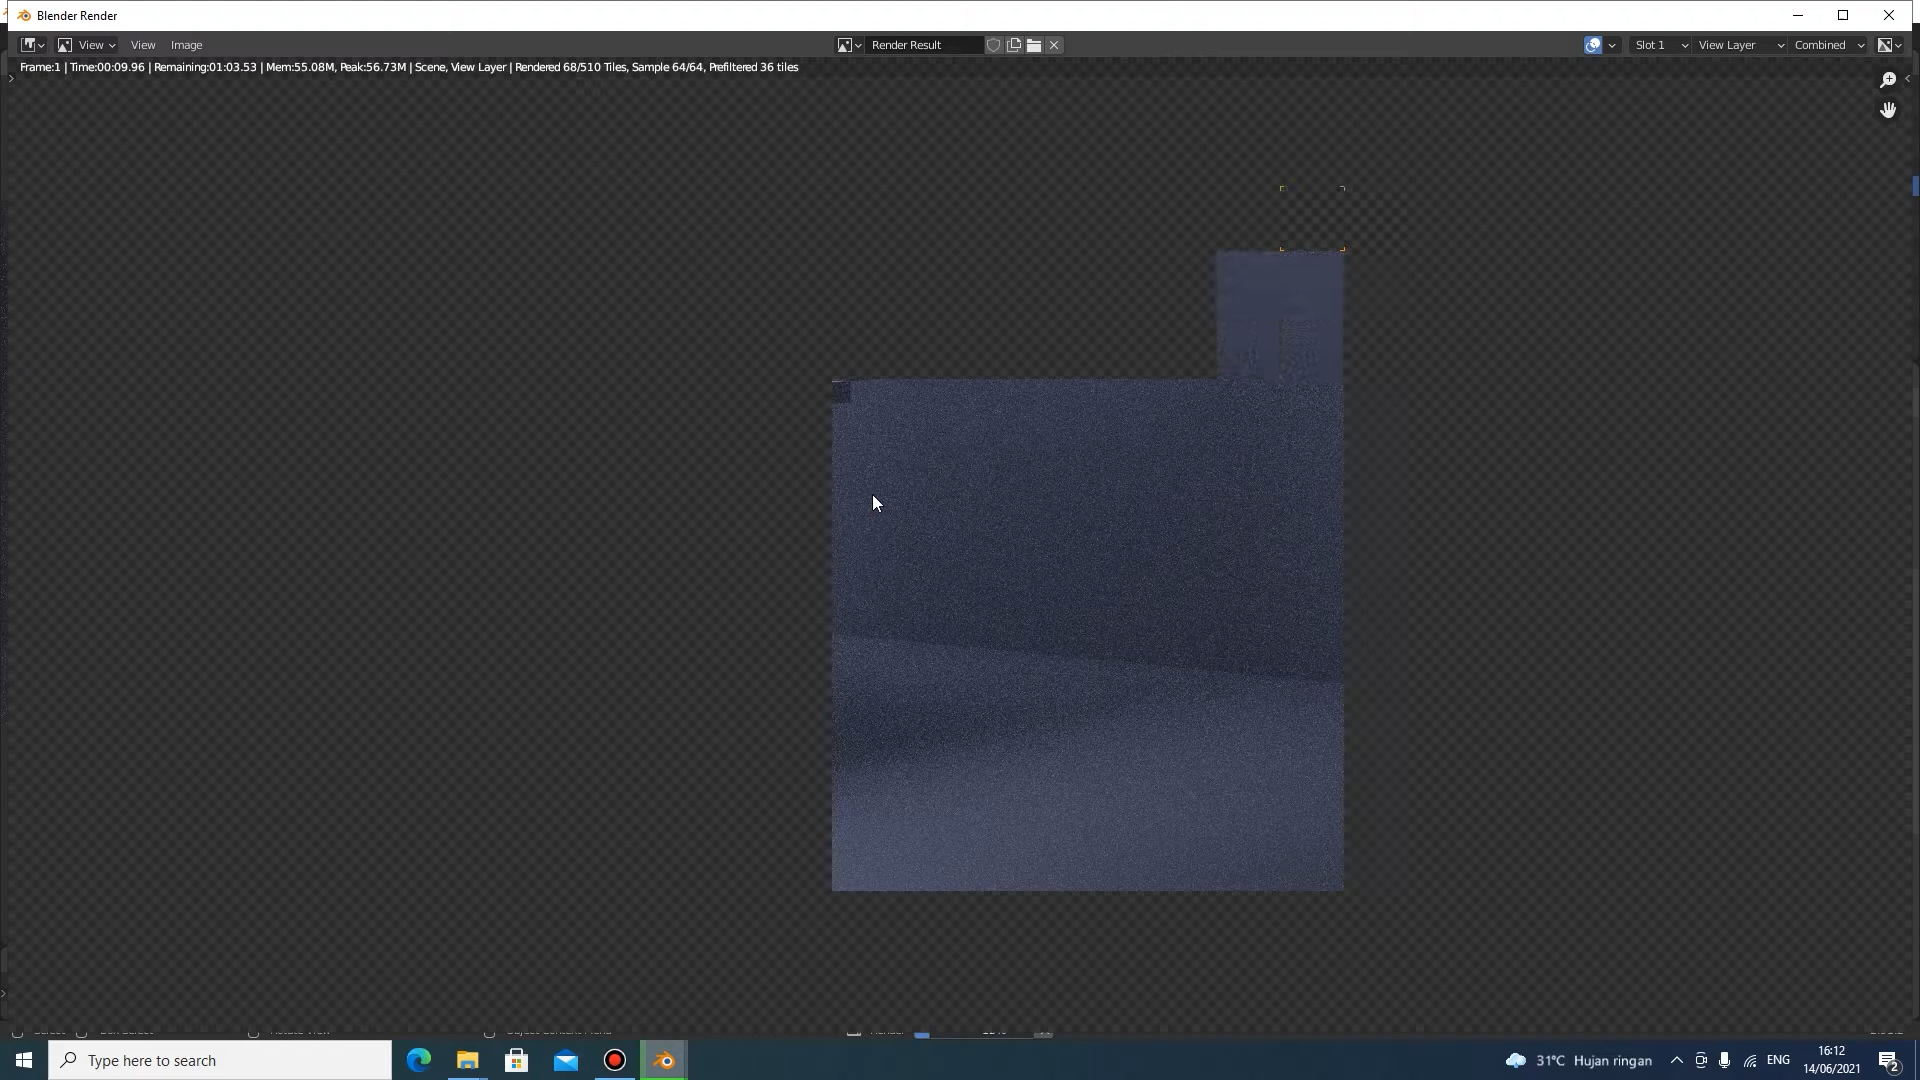 Blender Render
View View Image Render Result Slot 1 View Layer Combined
Frame:1 | Time:00:09.96 | Remaining:01:03.53 | Mem:55.08M, Peak:56.73M | Scene, View Layer | Rendered 68/510 Tiles, Sample 64/64, Prefiltered 36 tiles
Type here to search
31°C Hujan ringan
ENG
16:12
14/06/2021
2